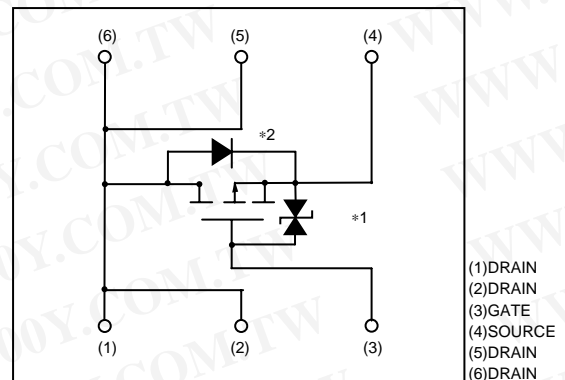 (6) (5) (4)
*2
*1
(1) (2) (3)
(1)DRAIN
(2)DRAIN
(3)GATE
(4)SOURCE
(5)DRAIN
(6)DRAIN